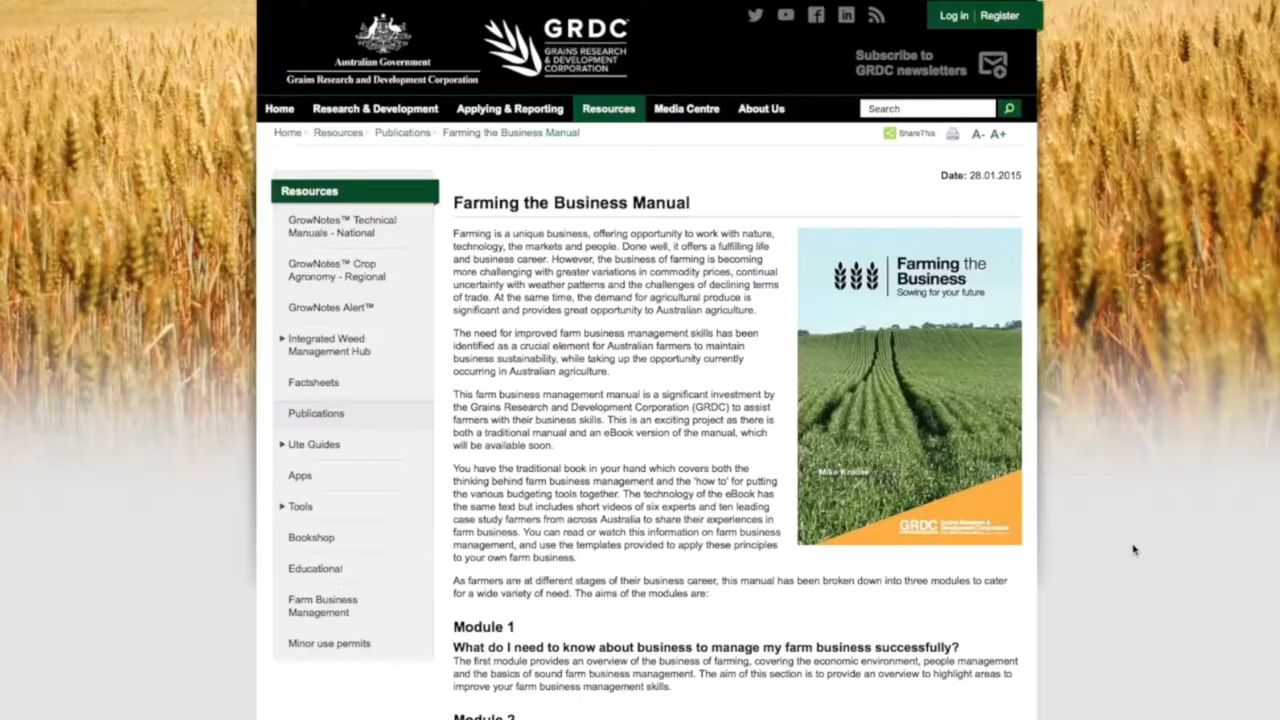 Australian Government
Grains Research and Development Corporation
GRDC
GRAINS RESEARCH
& DEVELOPMENT
CORPORATION
Log in | Register
Subscribe to
GRDC newsletters
Home Research & Development Applying & Reporting Resources Media Centre About Us Search
Home Resources Publications Farming the Business Manual
ShareThis A- A+
Date: 28.01.2015
Resources
GrowNotes™ Technical
Manuals - National
GrowNotes™ Crop
Agronomy - Regional
GrowNotes Alert™
Integrated Weed
Management Hub
Factsheets
Publications
Ute Guides
Apps
Tools
Bookshop
Educational
Farm Business
Management
Minor use permits
Farming the Business Manual
Farming is a unique business, offering opportunity to work with nature,
technology, the markets and people. Done well, it offers a fulfilling life
and business career. However, the business of farming is becoming
more challenging with greater variations in commodity prices, continual
uncertainty with weather patterns and the challenges of declining terms
of trade. At the same time, the demand for agricultural produce is
significant and provides great opportunity to Australian agriculture.
The need for improved farm business management skills has been
identified as a crucial element for Australian farmers to maintain
business sustainability, while taking up the opportunity currently
occurring in Australian agriculture.
This farm business management manual is a significant investment by
the Grains Research and Development Corporation (GRDC) to assist
farmers with their business skills. This is an exciting project as there is
both a traditional manual and an eBook version of the manual, which
will be available soon.
You have the traditional book in your hand which covers both the
thinking behind farm business management and the 'how to' for putting
the various budgeting tools together. The technology of the eBook has
the same text but includes short videos of six experts and ten leading
case study farmers from across Australia to share their experiences in
farm business. You can read or watch this information on farm business
management, and use the templates provided to apply these principles
to your own farm business.
Farming the
Business
Sowing for your future
Mike Krause
GRDC
Grains Research &
Development Corporation
As farmers are at different stages of their business career, this manual has been broken down into three modules to cater
for a wide variety of need. The aims of the modules are:
Module 1
What do I need to know about business to manage my farm business successfully?
The first module provides an overview of the business of farming, covering the economic environment, people management
and the basics of sound farm business management. The aim of this section is to provide an overview to highlight areas to
improve your farm business management skills.
Module 2